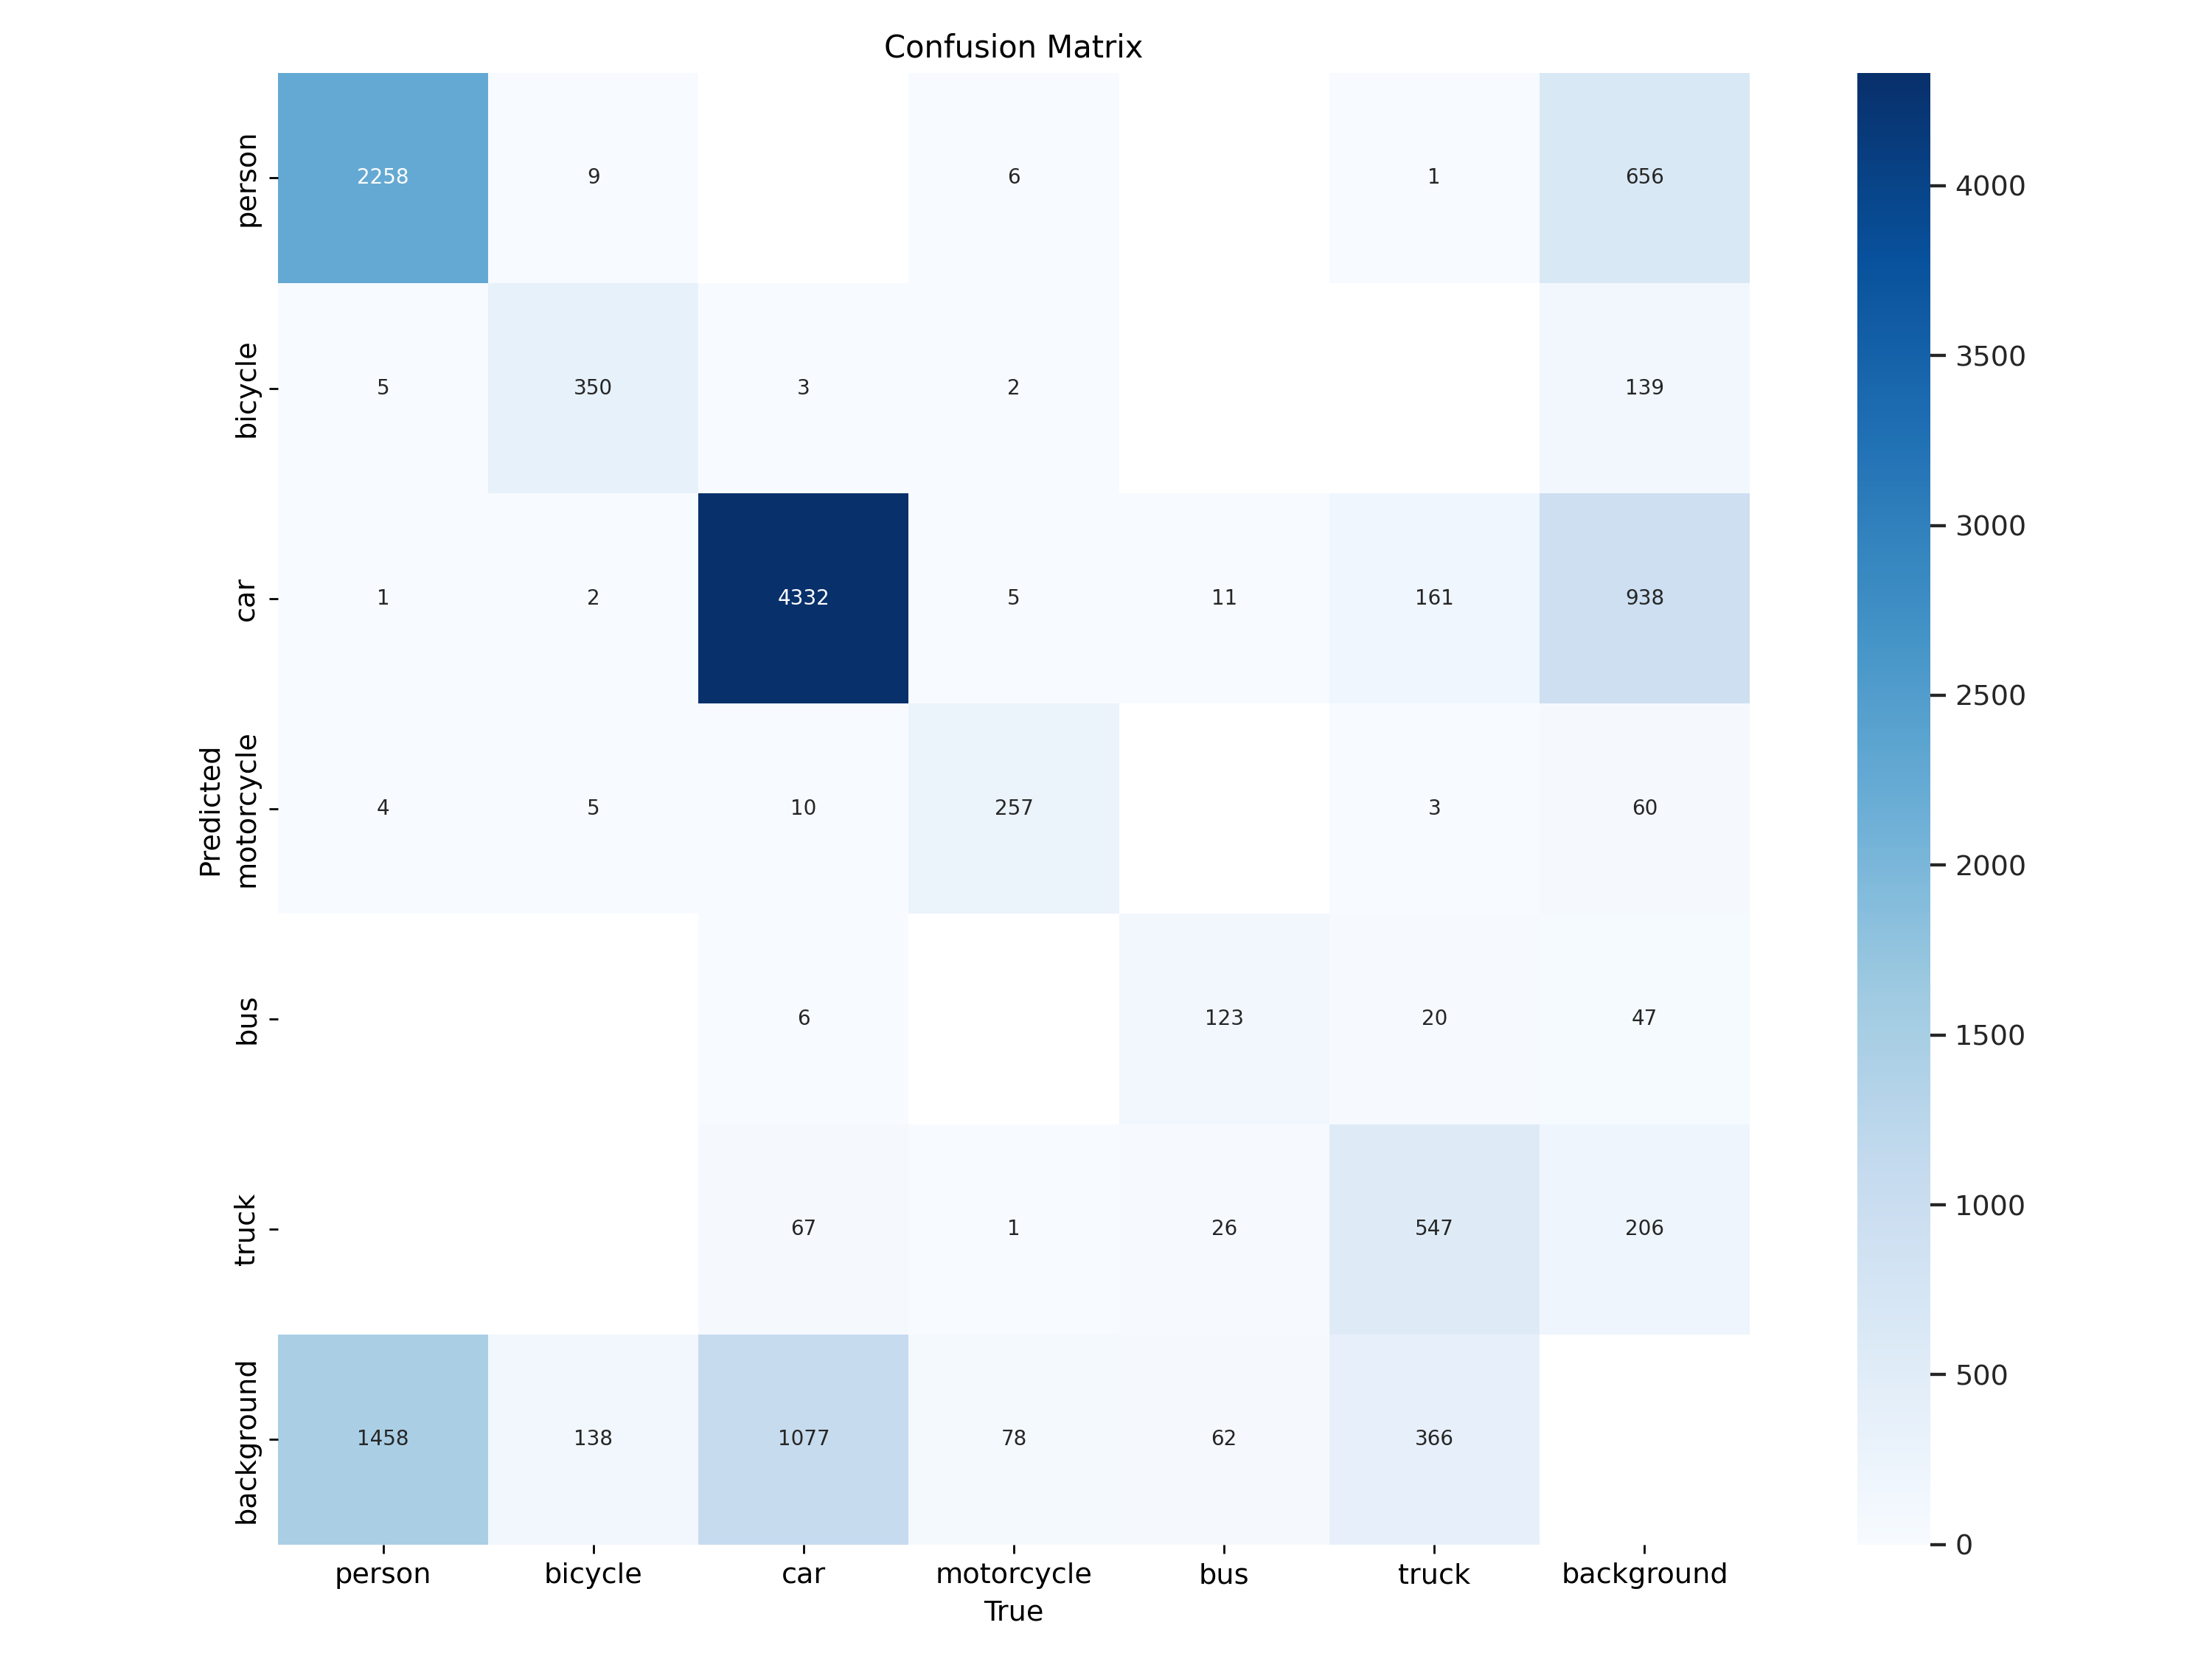 Confusion Matrix
person 2258 9 6 1 656
bicycle 5 350 3 2 139
car 1 2 4332 5 11 161 938
motorcycle 4 5 10 257 3 60
bus 6 123 20 47
truck 67 1 26 547 206
background 1458 138 1077 78 62 366
Predicted
person bicycle car motorcycle bus truck background
True
4000
3500
3000
2500
2000
1500
1000
500
0